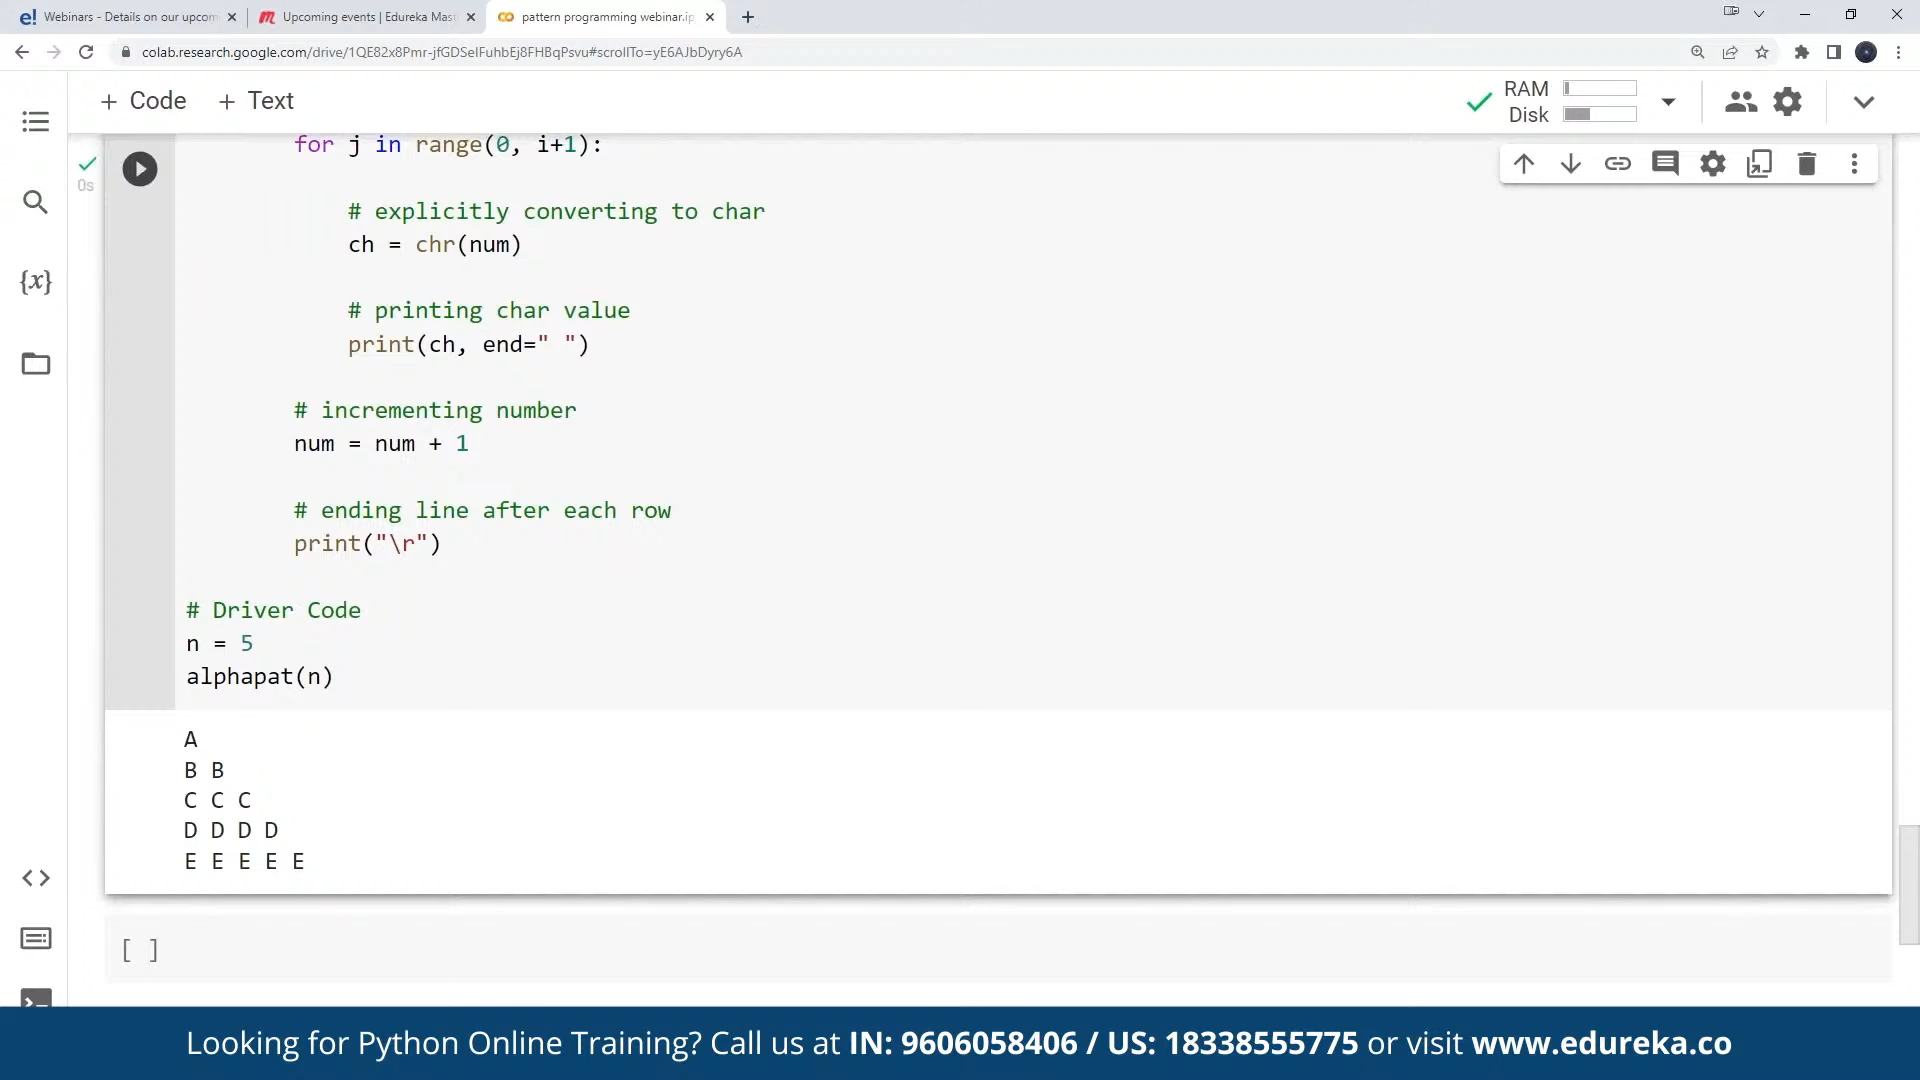 Webinars - Details on our upcom
Upcoming events | Edureka Mast
pattern programming webinar.ip
colab.research.google.com/drive/1QE82x8Pmr-jfGDSeIFuhbEj8FHBqPsvu#scrollTo=yE6AJbDyry6A
+ Code + Text
RAM
Disk
for j in range(0, i+1):
0s
# explicitly converting to char
ch = chr(num)
# printing char value
print(ch, end=" ")
# incrementing number
num = num + 1
# ending line after each row
print("\r")
# Driver Code
n = 5
alphapat(n)
A
B B
C C C
D D D D
E E E E E
[ ]
Looking for Python Online Training? Call us at IN: 9606058406 / US: 18338555775 or visit www.edureka.co